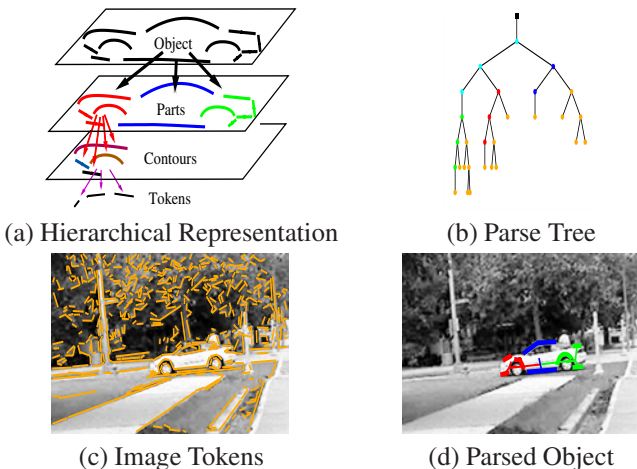 Object
Parts
Contours
Tokens
(a) Hierarchical Representation
(b) Parse Tree
(c) Image Tokens
(d) Parsed Object